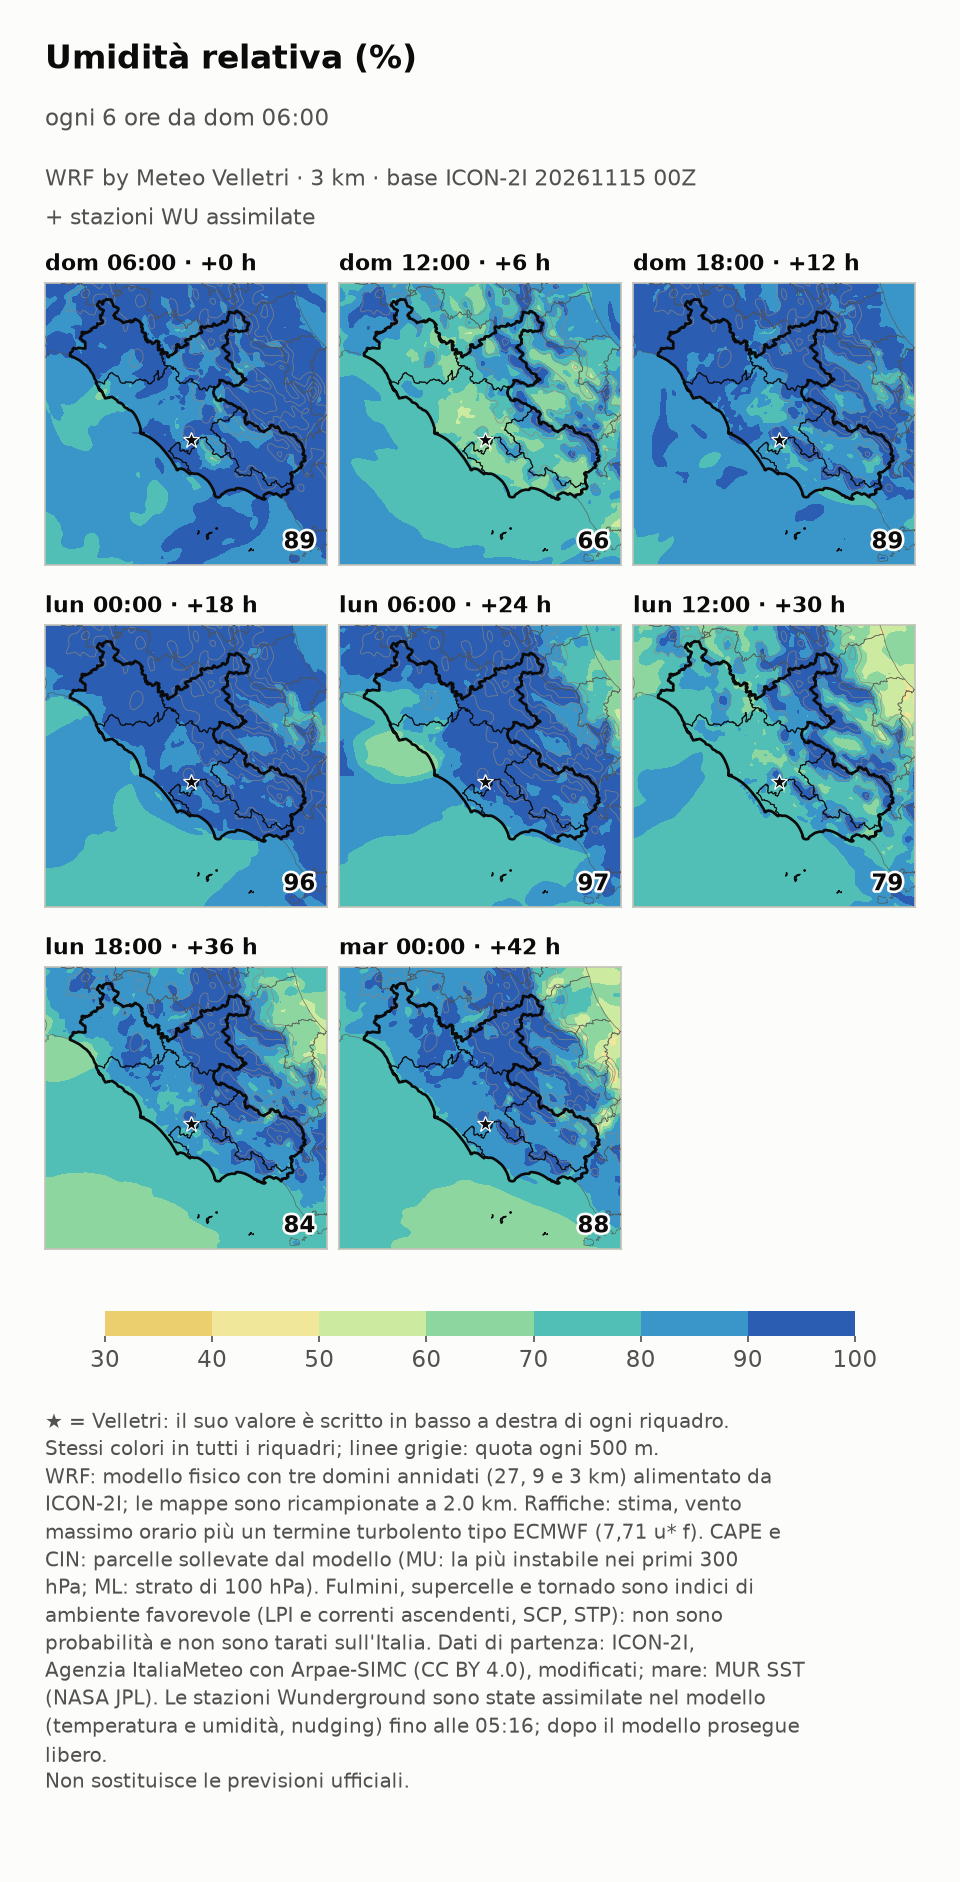 Umidità relativa (%)
ogni 6 ore da dom 06:00
WRF by Meteo Velletri · 3 km · base ICON-2I 20261115 00Z
+ stazioni WU assimilate
dom 06:00 · +0 h
dom 12:00 · +6 h
dom 18:00 · +12 h
89
66
89
lun 00:00 · +18 h
lun 06:00 · +24 h
lun 12:00 · +30 h
96
97
79
lun 18:00 · +36 h
mar 00:00 · +42 h
84
88
30 40 50 60 70 80 90 100
★ = Velletri: il suo valore è scritto in basso a destra di ogni riquadro.
Stessi colori in tutti i riquadri; linee grigie: quota ogni 500 m.
WRF: modello fisico con tre domini annidati (27, 9 e 3 km) alimentato da
ICON-2I; le mappe sono ricampionate a 2.0 km. Raffiche: stima, vento
massimo orario più un termine turbolento tipo ECMWF (7,71 u* f). CAPE e
CIN: parcelle sollevate dal modello (MU: la più instabile nei primi 300
hPa; ML: strato di 100 hPa). Fulmini, supercelle e tornado sono indici di
ambiente favorevole (LPI e correnti ascendenti, SCP, STP): non sono
probabilità e non sono tarati sull'Italia. Dati di partenza: ICON-2I,
Agenzia ItaliaMeteo con Arpae-SIMC (CC BY 4.0), modificati; mare: MUR SST
(NASA JPL). Le stazioni Wunderground sono state assimilate nel modello
(temperatura e umidità, nudging) fino alle 05:16; dopo il modello prosegue
libero.
Non sostituisce le previsioni ufficiali.